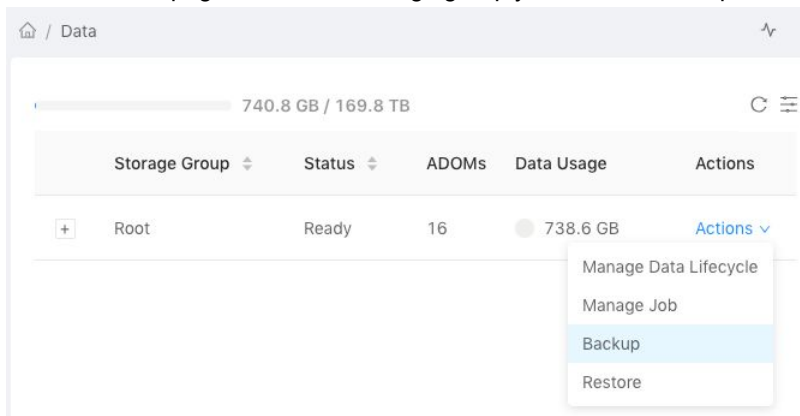 / Data
740.8 GB / 169.8 TB
Storage Group Status ADOMs Data Usage Actions
+ Root Ready 16 738.6 GB Actions
Manage Data Lifecycle
Manage Job
Backup
Restore